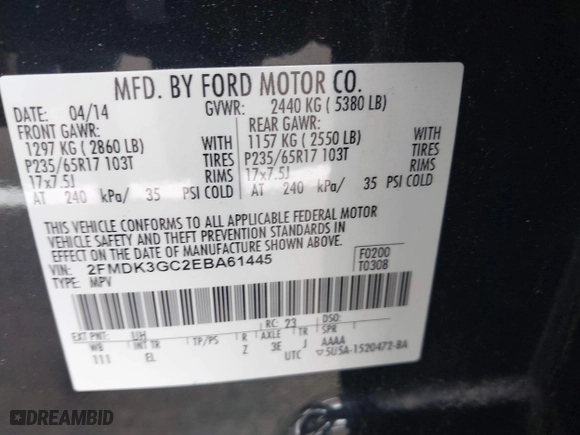 MFD. BY FORD MOTOR CO.
DATE: 04/14 GVWR: 2440 KG ( 5380 LB)
FRONT GAWR: REAR GAWR:
1297 KG ( 2860 LB) WITH 1157 KG ( 2550 LB) WITH
P235/65R17 103T TIRES P235/65R17 103T TIRES
17x7.5J RIMS 17x7.5J RIMS
AT 240 kPa/ 35 PSI COLD AT 240 kPa/ 35 PSI COLD
THIS VEHICLE CONFORMS TO ALL APPLICABLE FEDERAL MOTOR
VEHICLE SAFETY AND THEFT PREVENTION STANDARDS IN
EFFECT ON THE DATE OF MANUFACTURE SHOWN ABOVE.
VIN: 2FMDK3GC2EBA61445 F0200
TYPE: MPV T0308
EXT PNT: UH RC: 23 DSO:
WB INT TR TP/PS R AXLE TR SPR AAAA
111 EL Z 3E J
UTC 5U5A-1520472-BA
DREAMBID